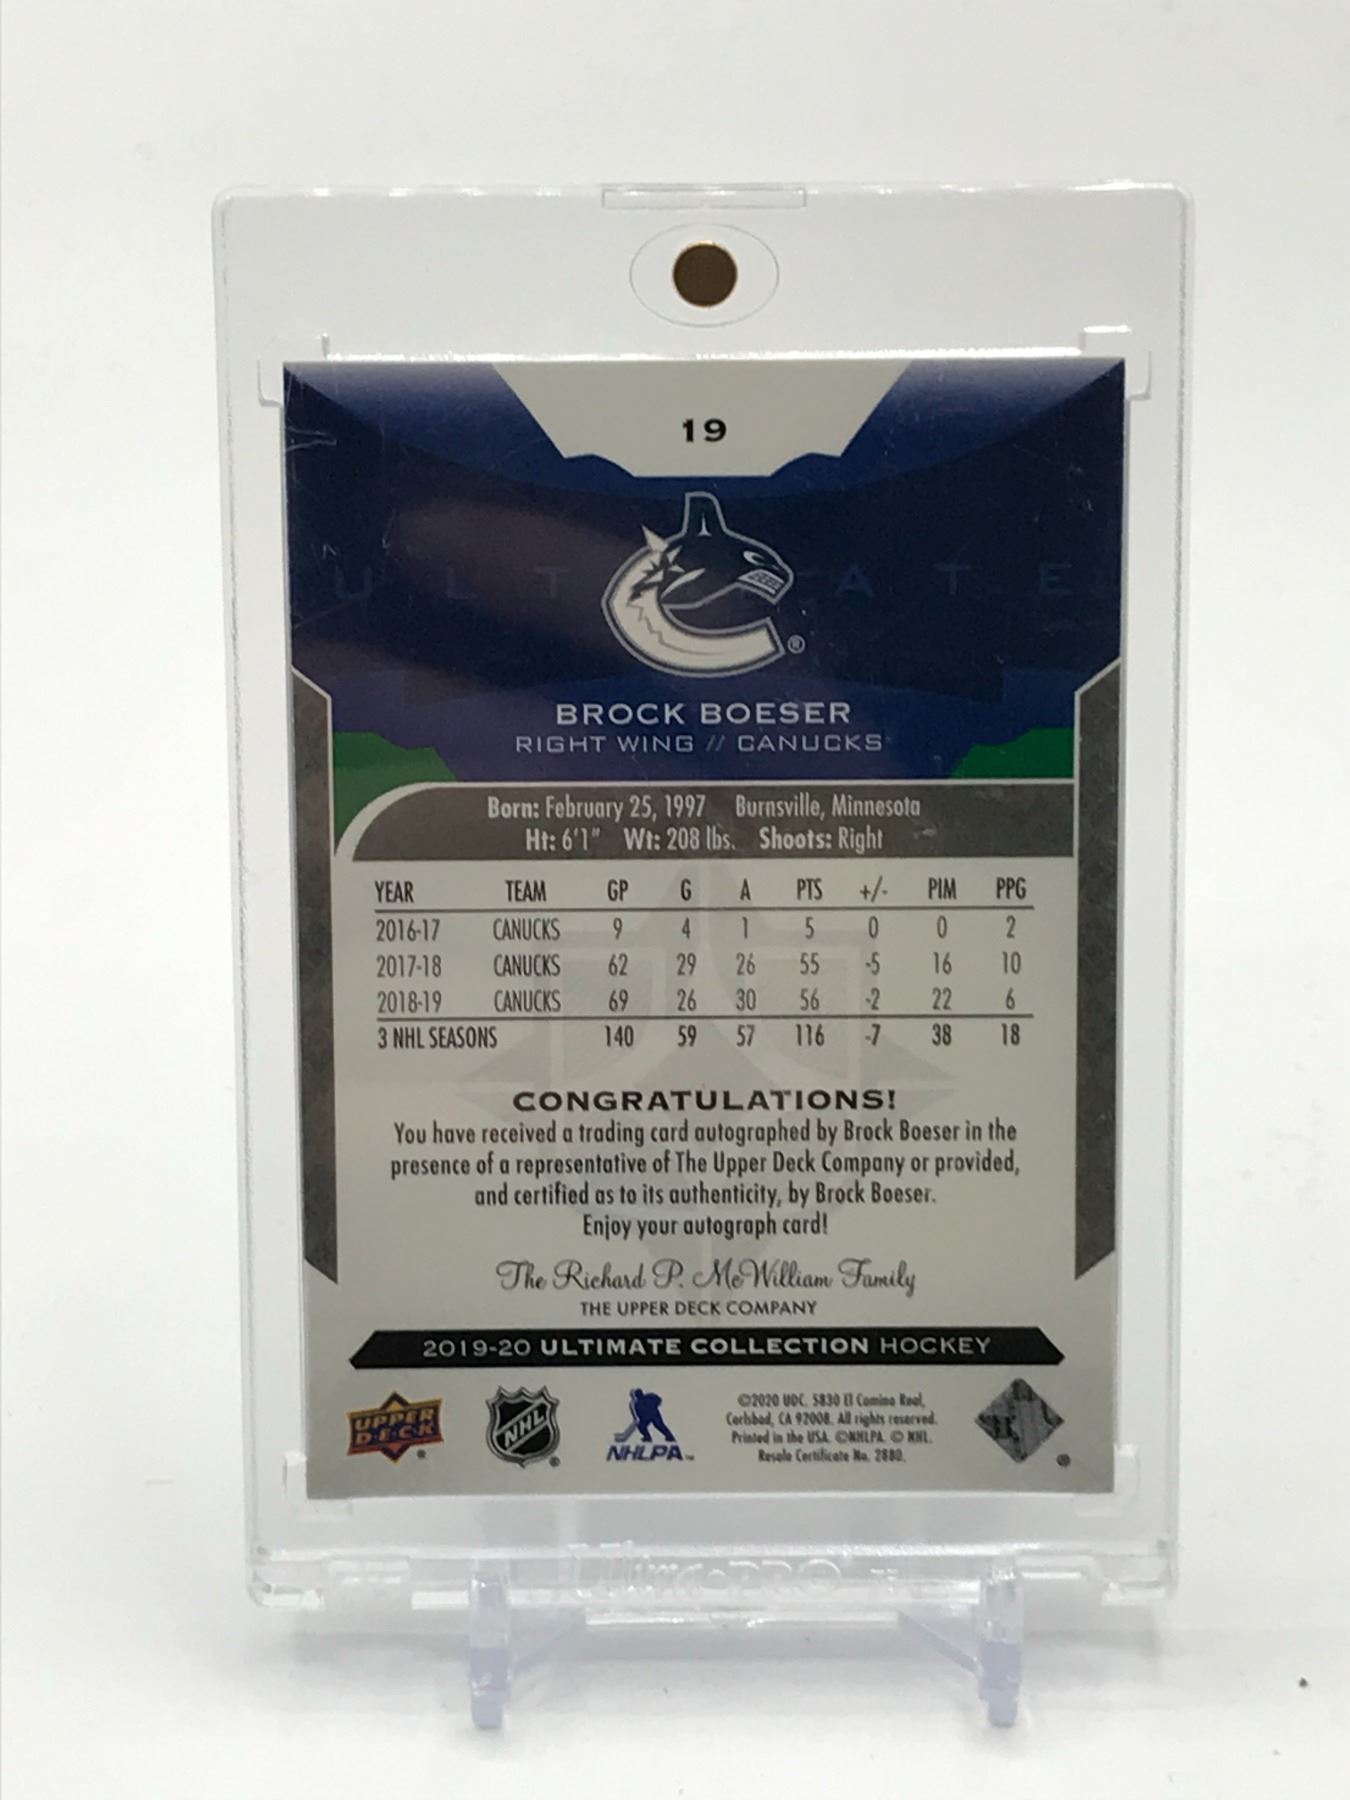 19
ULTIMATE
®
BROCK BOESER
RIGHT WING // CANUCKS
Born: February 25, 1997 Burnsville, Minnesota
Ht: 6'1" Wt: 208 lbs. Shoots: Right
YEAR TEAM GP G A PTS +/- PIM PPG
2016-17 CANUCKS 9 4 1 5 0 0 2
2017-18 CANUCKS 62 29 26 55 -5 16 10
2018-19 CANUCKS 69 26 30 56 -2 22 6
3 NHL SEASONS 140 59 57 116 -7 38 18
CONGRATULATIONS!
You have received a trading card autographed by Brock Boeser in the
presence of a representative of The Upper Deck Company or provided,
and certified as to its authenticity, by Brock Boeser.
Enjoy your autograph card!
The Richard P. McWilliam Family
THE UPPER DECK COMPANY
2019-20 ULTIMATE COLLECTION HOCKEY
UPPER
DECK
NHL
NHLPA™
©2020 UDC. 5830 El Camino Real,
Carlsbad, CA 92008. All rights reserved.
Printed in the USA. ©NHLPA. © NHL.
Resale Certificate No. 2880.
Ultra•PRO